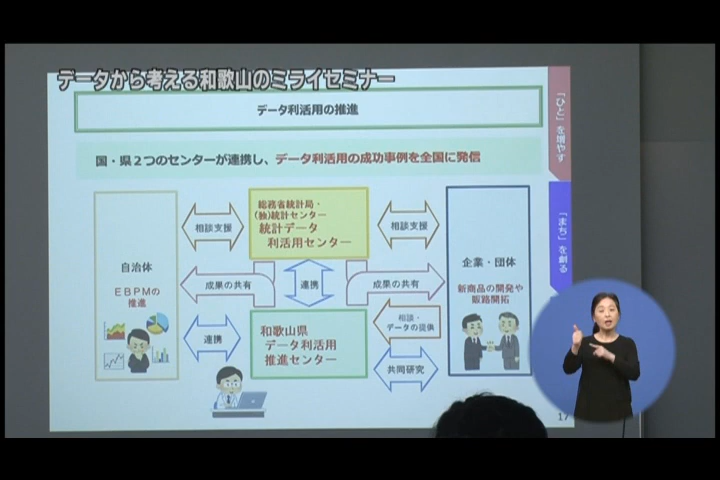 データから考える和歌山のミライセミナー
データ利活用の推進
「ひと」を増やす
国・県２つのセンターが連携し、データ利活用の成功事例を全国に発信
「まち」を創る
総務省統計局・
(独)統計センター
統計データ
利活用センター
相談支援
相談支援
自治体
ＥＢＰＭの
推進
企業・団体
新商品の開発や
販路開拓
成果の共有
連携
成果の共有
連携
和歌山県
データ利活用
推進センター
相談・
データの提供
共同研究
17